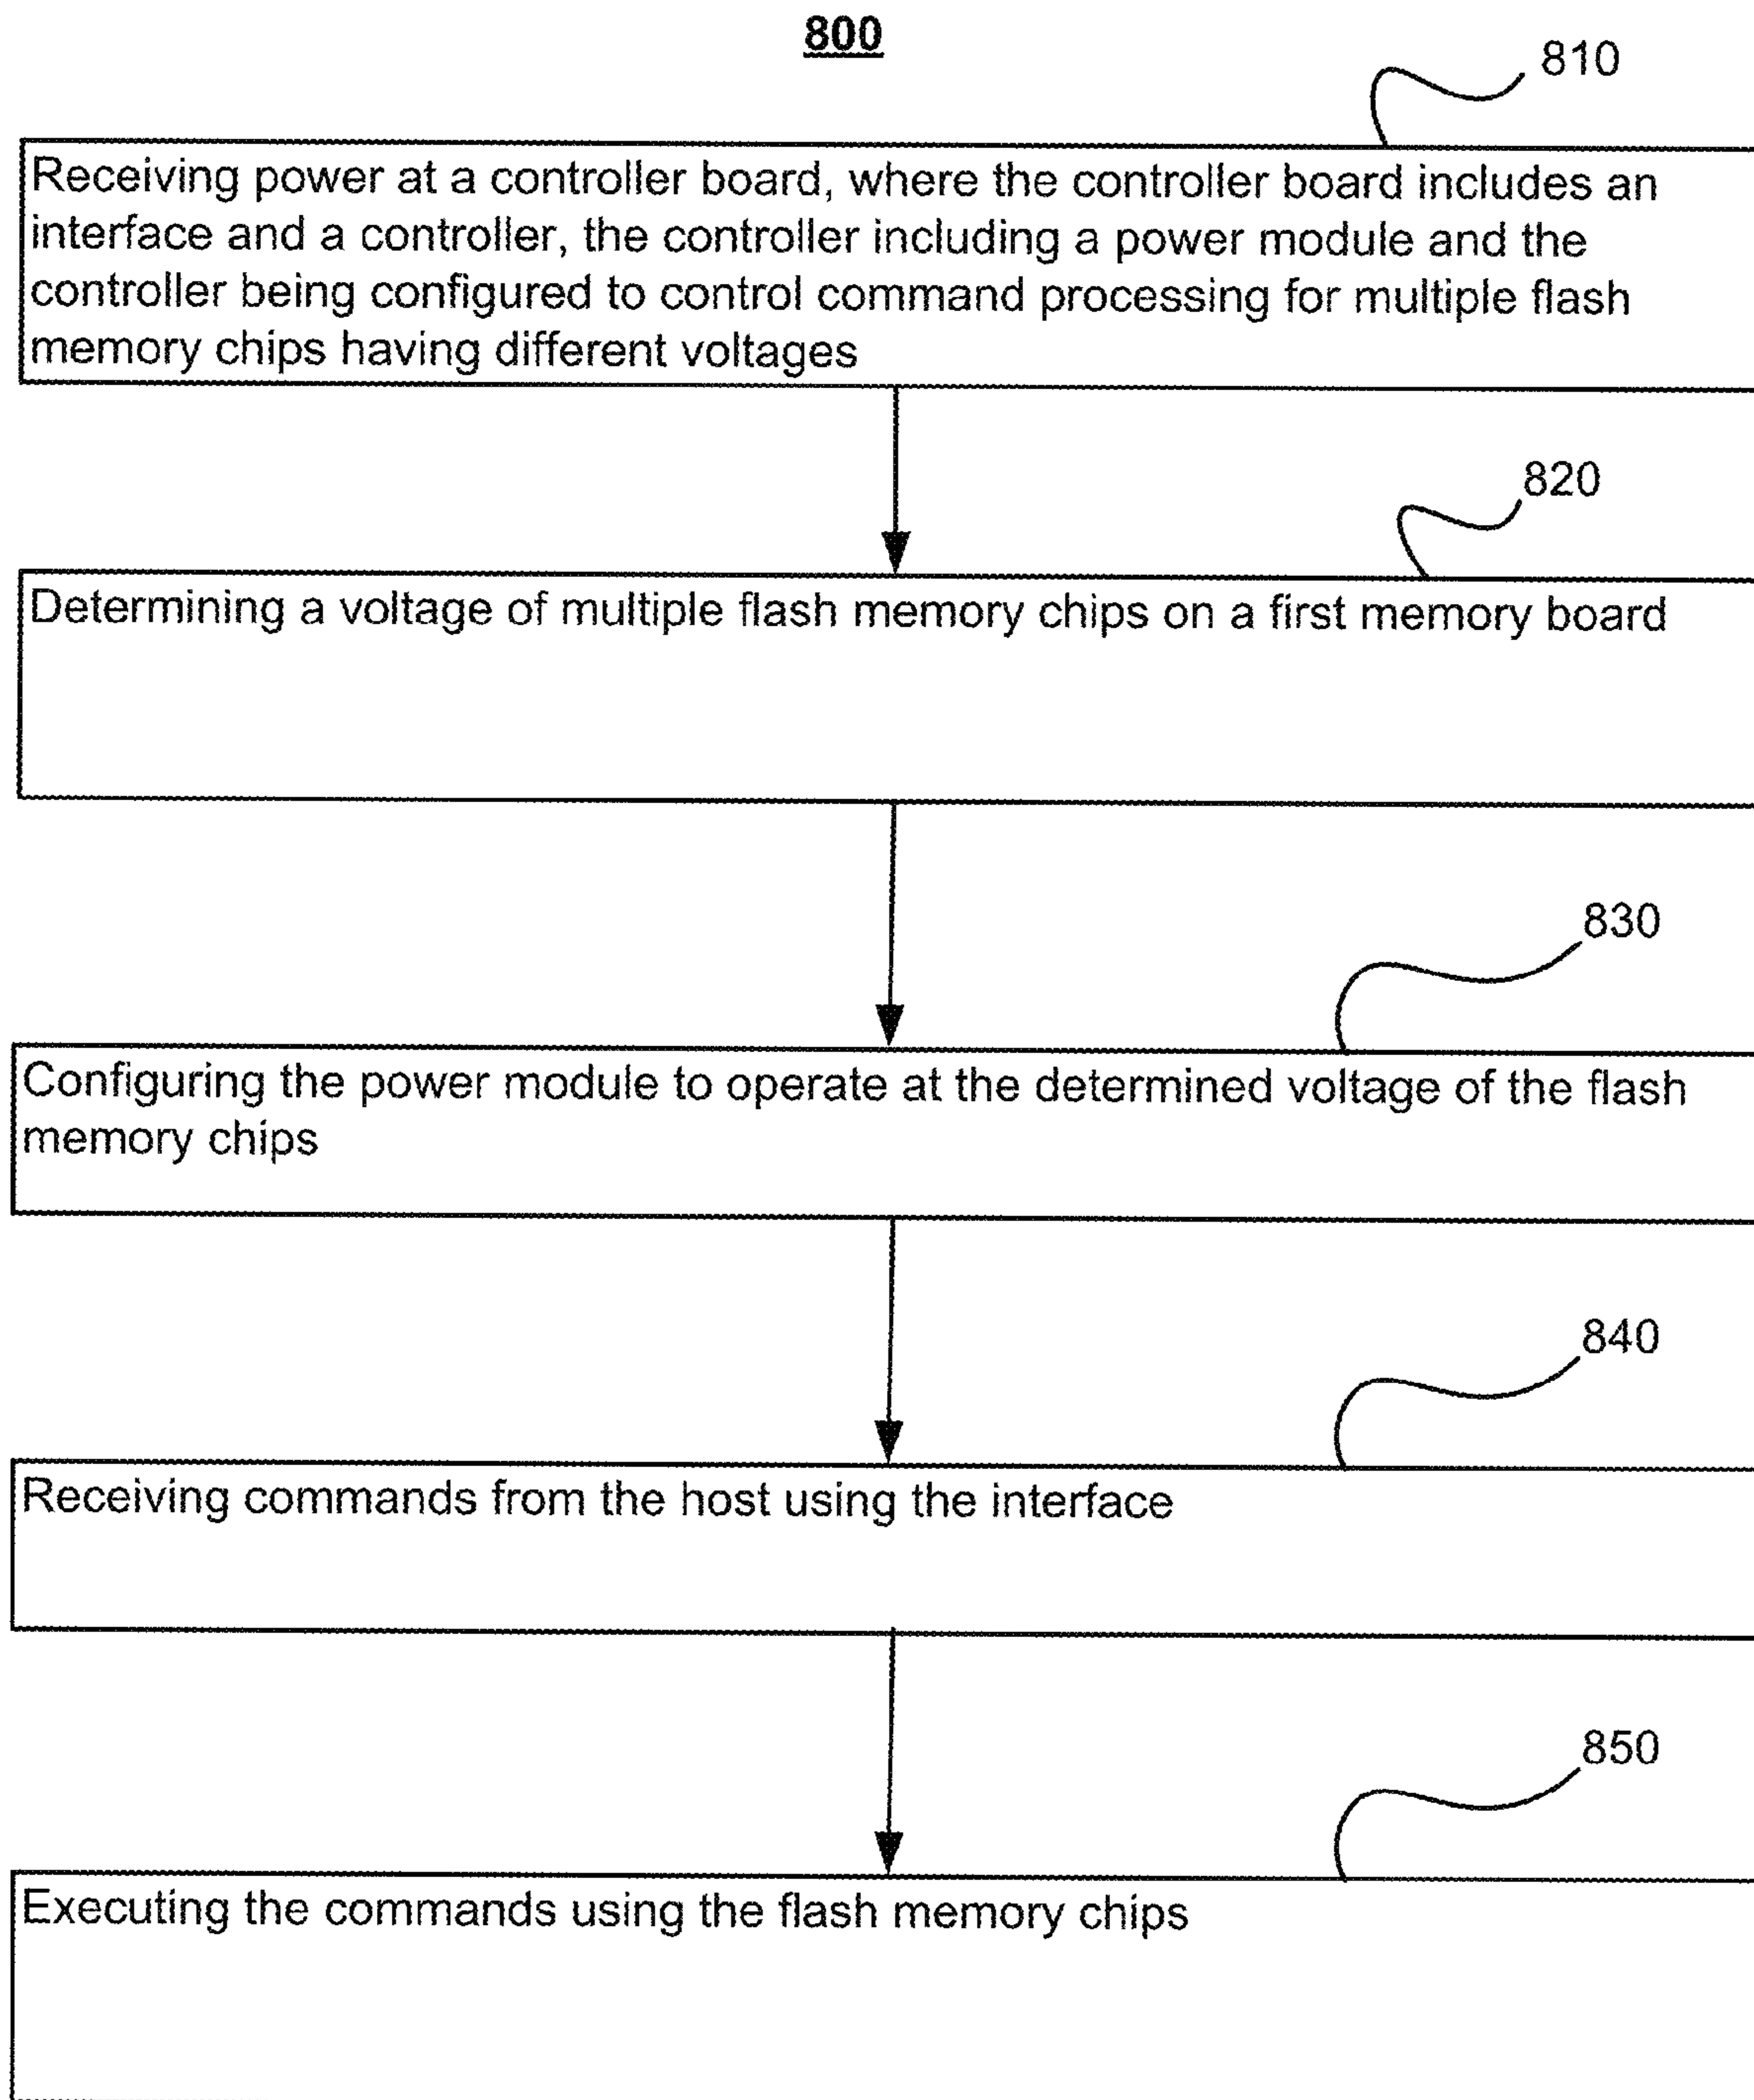 800
810
Receiving power at a controller board, where the controller board includes an
interface and a controller, the controller including a power module and the
controller being configured to control command processing for multiple flash
memory chips having different voltages
820
Determining a voltage of multiple flash memory chips on a first memory board
830
Configuring the power module to operate at the determined voltage of the flash
memory chips
840
Receiving commands from the host using the interface
850
Executing the commands using the flash memory chips